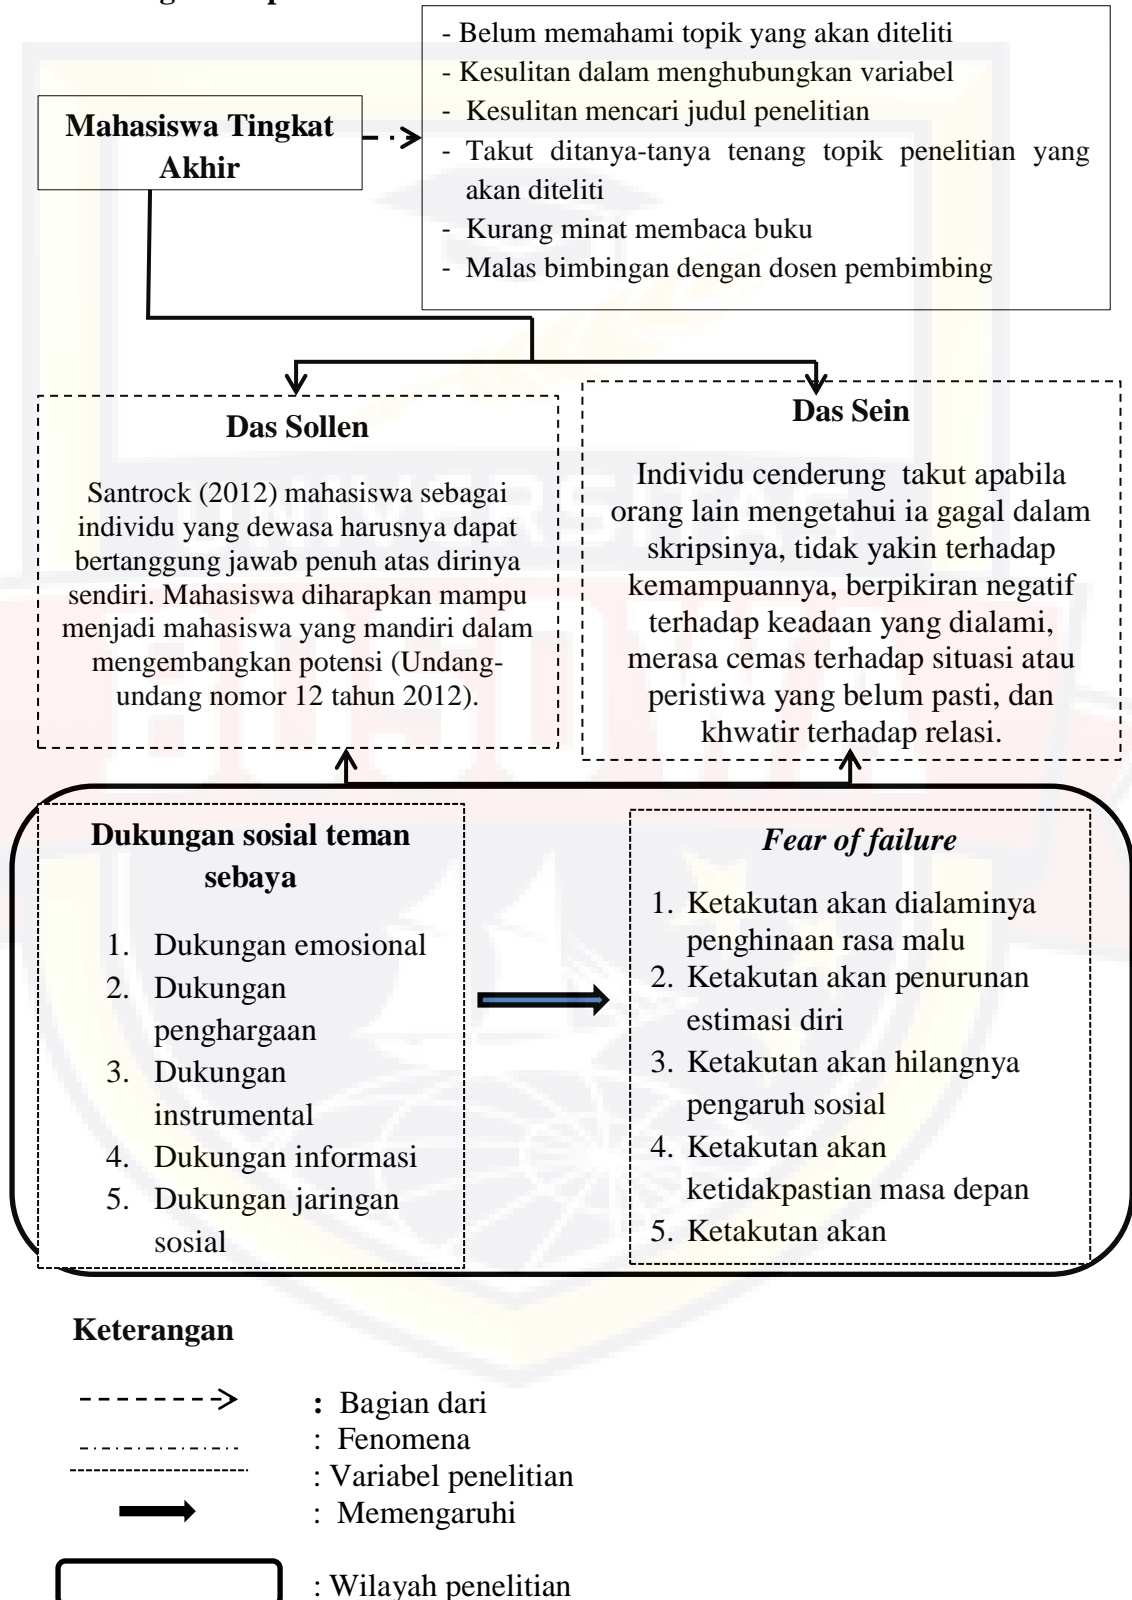 - Belum memahami topik yang akan diteliti
- Kesulitan dalam menghubungkan variabel
- Kesulitan mencari judul penelitian
- Takut ditanya-tanya tenang topik penelitian yang
akan diteliti
- Kurang minat membaca buku
- Malas bimbingan dengan dosen pembimbing
Mahasiswa Tingkat
Akhir
Das Sollen
Santrock (2012) mahasiswa sebagai
individu yang dewasa harusnya dapat
bertanggung jawab penuh atas dirinya
sendiri. Mahasiswa diharapkan mampu
menjadi mahasiswa yang mandiri dalam
mengembangkan potensi (Undang-
undang nomor 12 tahun 2012).
Das Sein
Individu cenderung takut apabila
orang lain mengetahui ia gagal dalam
skripsinya, tidak yakin terhadap
kemampuannya, berpikiran negatif
terhadap keadaan yang dialami,
merasa cemas terhadap situasi atau
peristiwa yang belum pasti, dan
khwatir terhadap relasi.
Dukungan sosial teman
sebaya
1. Dukungan emosional
2. Dukungan
penghargaan
3. Dukungan
instrumental
4. Dukungan informasi
5. Dukungan jaringan
sosial
Fear of failure
1. Ketakutan akan dialaminya
penghinaan rasa malu
2. Ketakutan akan penurunan
estimasi diri
3. Ketakutan akan hilangnya
pengaruh sosial
4. Ketakutan akan
ketidakpastian masa depan
5. Ketakutan akan
Keterangan
: Bagian dari
: Fenomena
: Variabel penelitian
: Memengaruhi
: Wilayah penelitian
UNIVERSITAS
BOSOWA